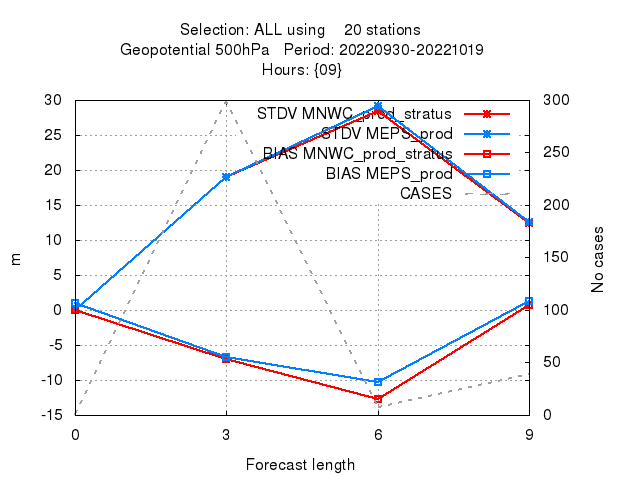 Selection: ALL using 20 stations
Geopotential 500hPa Period: 20220930-20221019
Hours: {09}
30 300
STDV MNWC_prod_stratus
25
STDV MEPS_prod
BIAS MNWC_prod_stratus
250
20
BIAS MEPS_prod
CASES
15 200
10
m 5 150 No cases
0 100
-5
50
-10
-15 0
0 3 6 9
Forecast length